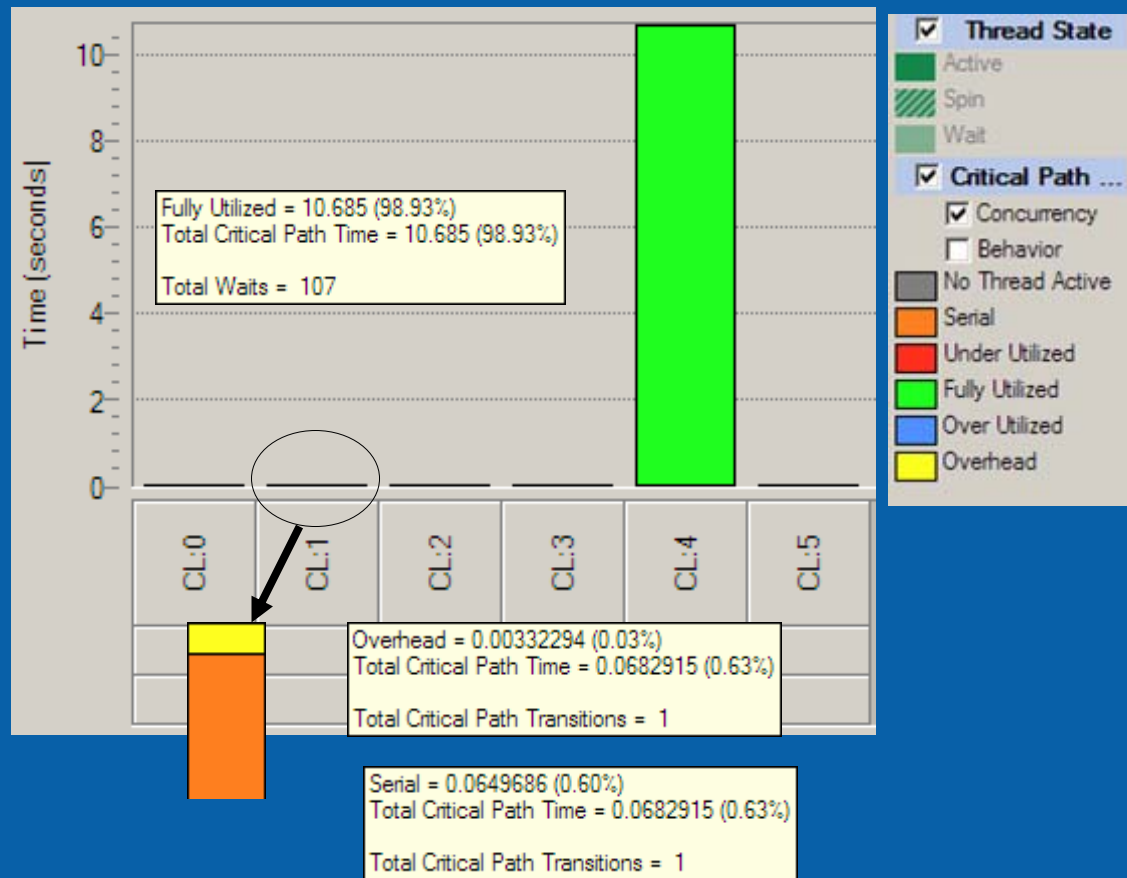 Time (seconds)
10
8
6
4
2
0
Fully Utilized = 10.685 (98.93%)
Total Critical Path Time = 10.685 (98.93%)
Total Waits = 107
CL:0
CL:1
CL:2
CL:3
CL:4
CL:5
Overhead = 0.00332294 (0.03%)
Total Critical Path Time = 0.0682915 (0.63%)
Total Critical Path Transitions = 1
Serial = 0.0649686 (0.60%)
Total Critical Path Time = 0.0682915 (0.63%)
Total Critical Path Transitions = 1
Thread State
Active
Spin
Wait
Critical Path ...
Concurrency
Behavior
No Thread Active
Serial
Under Utilized
Fully Utilized
Over Utilized
Overhead